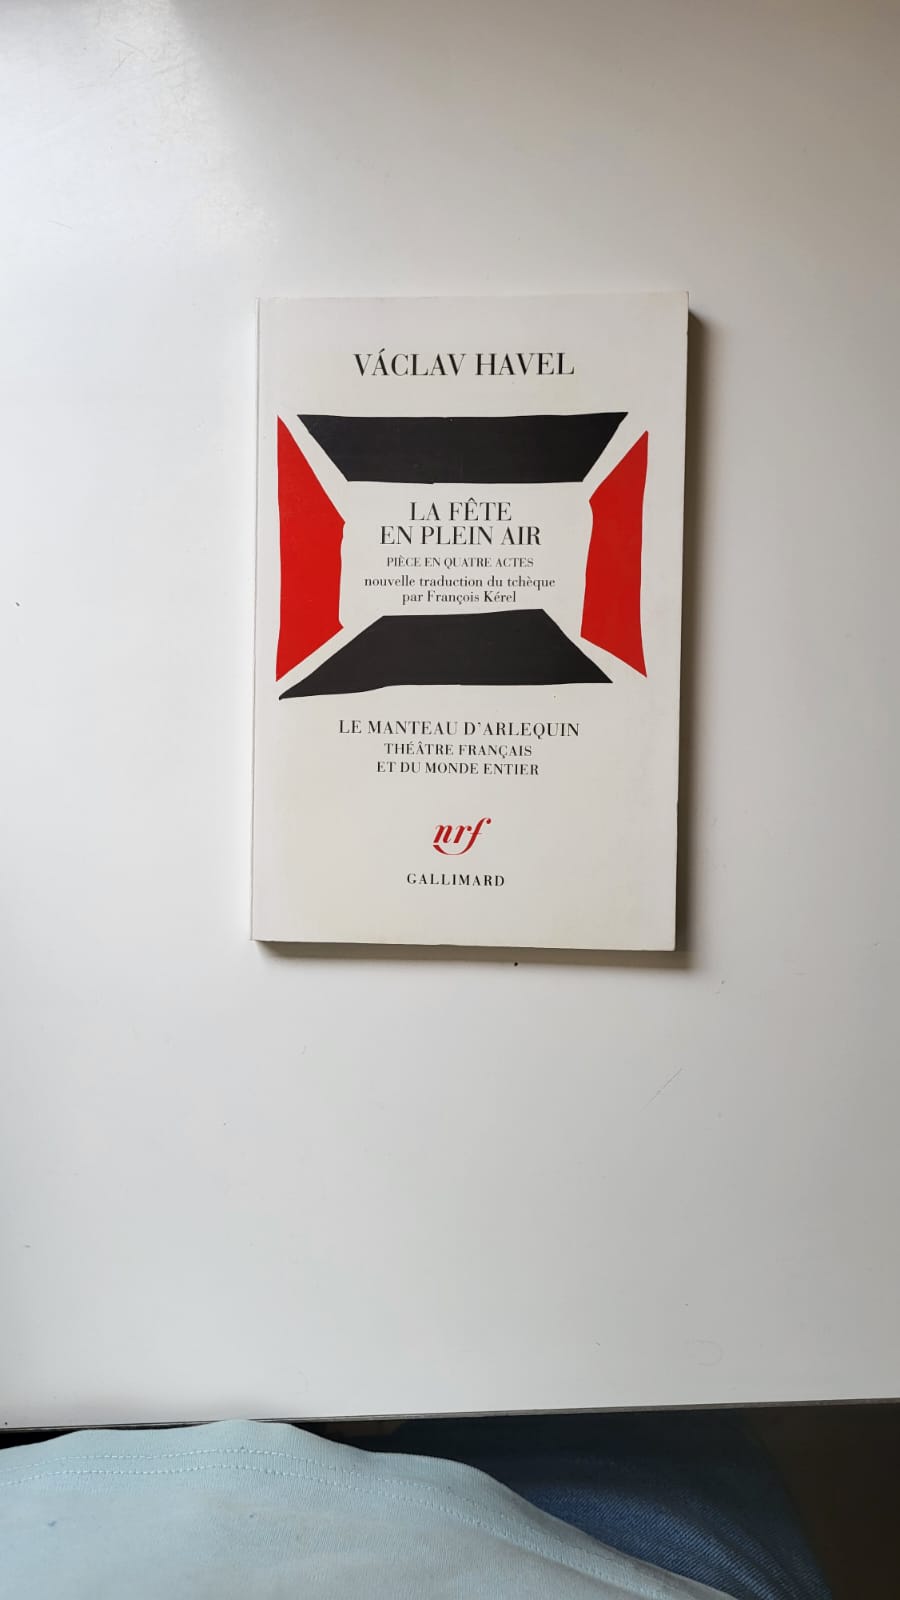 VÁCLAV HAVEL
LA FÊTE
EN PLEIN AIR
PIÈCE EN QUATRE ACTES
nouvelle traduction du tchèque
par François Kérel
LE MANTEAU D'ARLEQUIN
THÉÂTRE FRANÇAIS
ET DU MONDE ENTIER
nrf
GALLIMARD